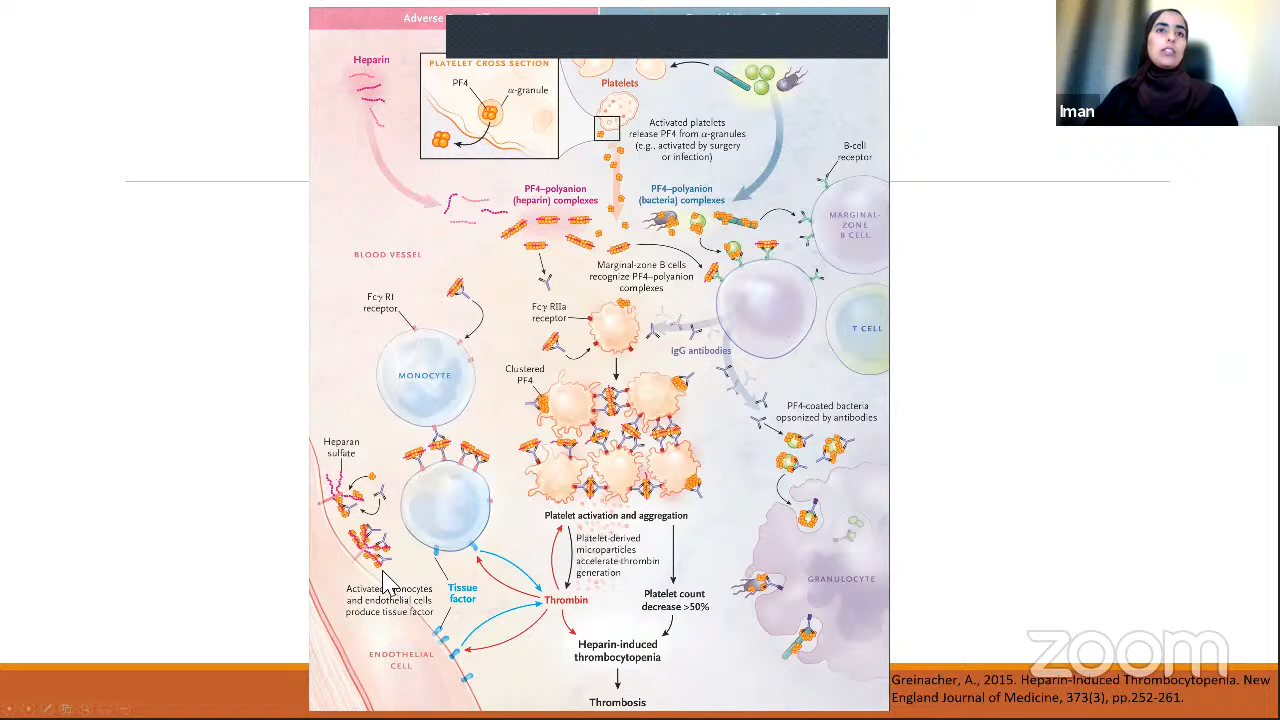 Adverse
Heparin
PLATELET CROSS SECTION
PF4
α-granule
Platelets
Activated platelets
release PF4 from α-granules
(e.g., activated by surgery
or infection)
B-cell
receptor
PF4–polyanion
(heparin) complexes
PF4–polyanion
(bacteria) complexes
MARGINAL-
ZONE
B CELL
BLOOD VESSEL
Marginal-zone B cells
recognize PF4–polyanion
complexes
Fcγ RI
receptor
Fcγ RIIa
receptor
T CELL
IgG antibodies
MONOCYTE
Clustered
PF4
PF4-coated bacteria
opsonized by antibodies
Heparan
sulfate
Platelet activation and aggregation
Platelet-derived
microparticles
accelerate thrombin
generation
GRANULOCYTE
Activated monocytes
and endothelial cells
produce tissue factor
Tissue
factor
Thrombin
Platelet count
decrease >50%
Heparin-induced
thrombocytopenia
ENDOTHELIAL
CELL
Thrombosis
Iman
zoom
Greinacher, A., 2015. Heparin-Induced Thrombocytopenia. New
England Journal of Medicine, 373(3), pp.252-261.